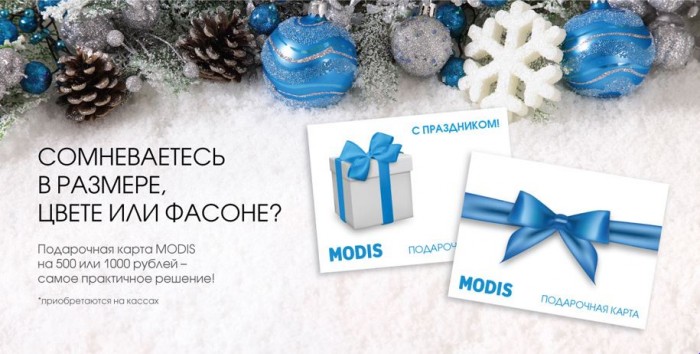 СОМНЕВАЕТЕСЬ
В РАЗМЕРЕ,
ЦВЕТЕ ИЛИ ФАСОНЕ?
Подарочная карта MODIS
на 500 или 1000 рублей –
самое практичное решение!
*приобретаются на кассах
С ПРАЗДНИКОМ!
MODIS
MODIS
ПОДАРОЧНАЯ КАРТА